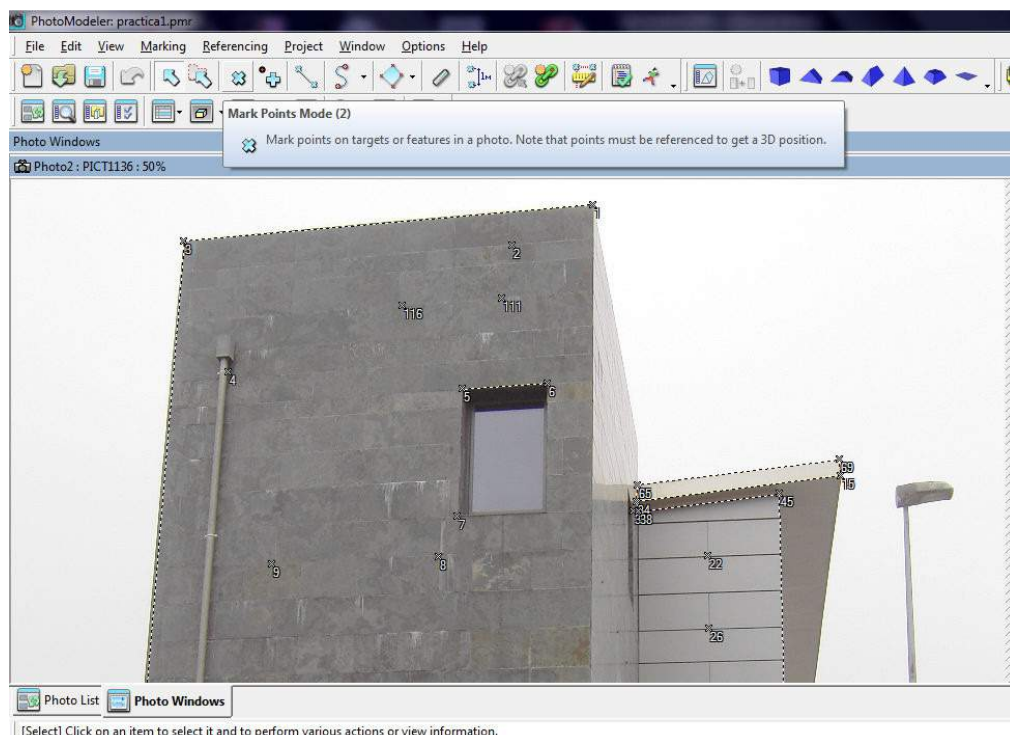 PhotoModeler: practica1.pmr
File Edit View Marking Referencing Project Window Options Help
1M
Mark Points Mode (2)
Mark points on targets or features in a photo. Note that points must be referenced to get a 3D position.
Photo Windows
Photo2 : PICT1136 : 50%
1
3
2
116 111
4
5 6
69
65 15
45
34
338
7
22
8
9
26
Photo List Photo Windows
[Select] Click on an item to select it and to perform various actions or view information.